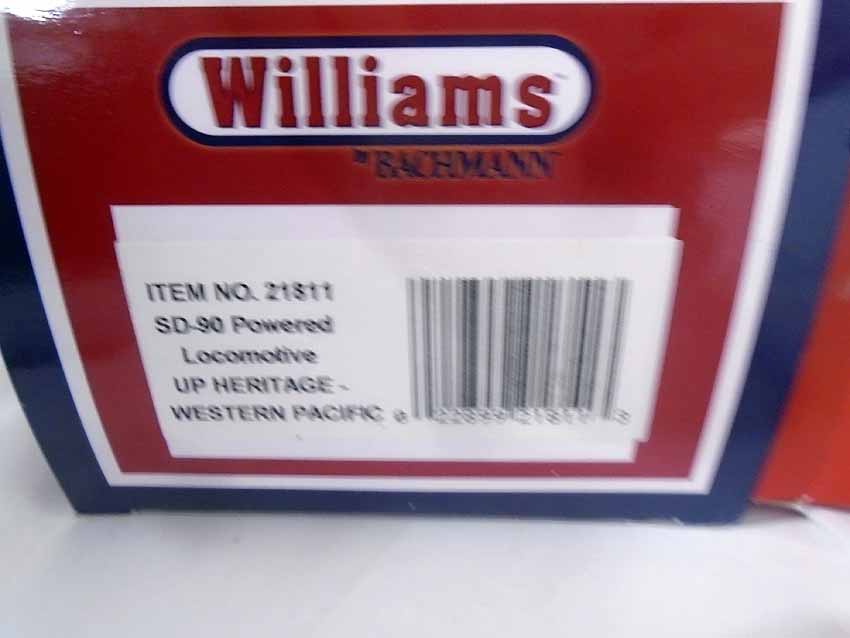 Williams
BY BACHMANN
ITEM NO. 21811
SD-90 Powered
Locomotive
UP HERITAGE -
WESTERN PACIFIC